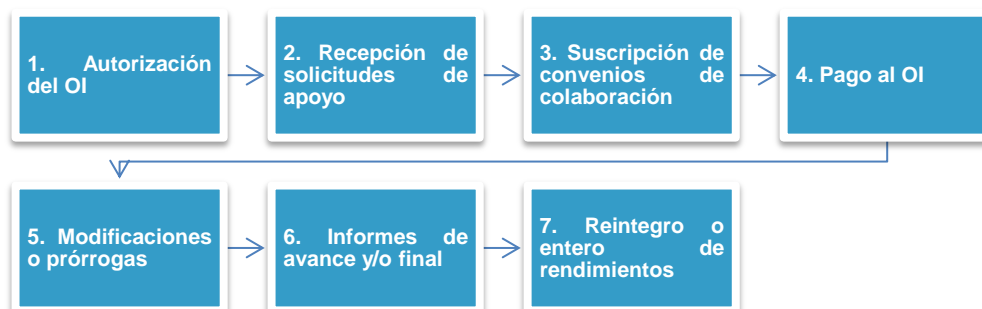 1. Autorización
del OI
2. Recepción de
solicitudes de
apoyo
3. Suscripción de
convenios de
colaboración
4. Pago al OI
5. Modificaciones
o prórrogas
6. Informes de
avance y/o final
7. Reintegro o
entero de
rendimientos